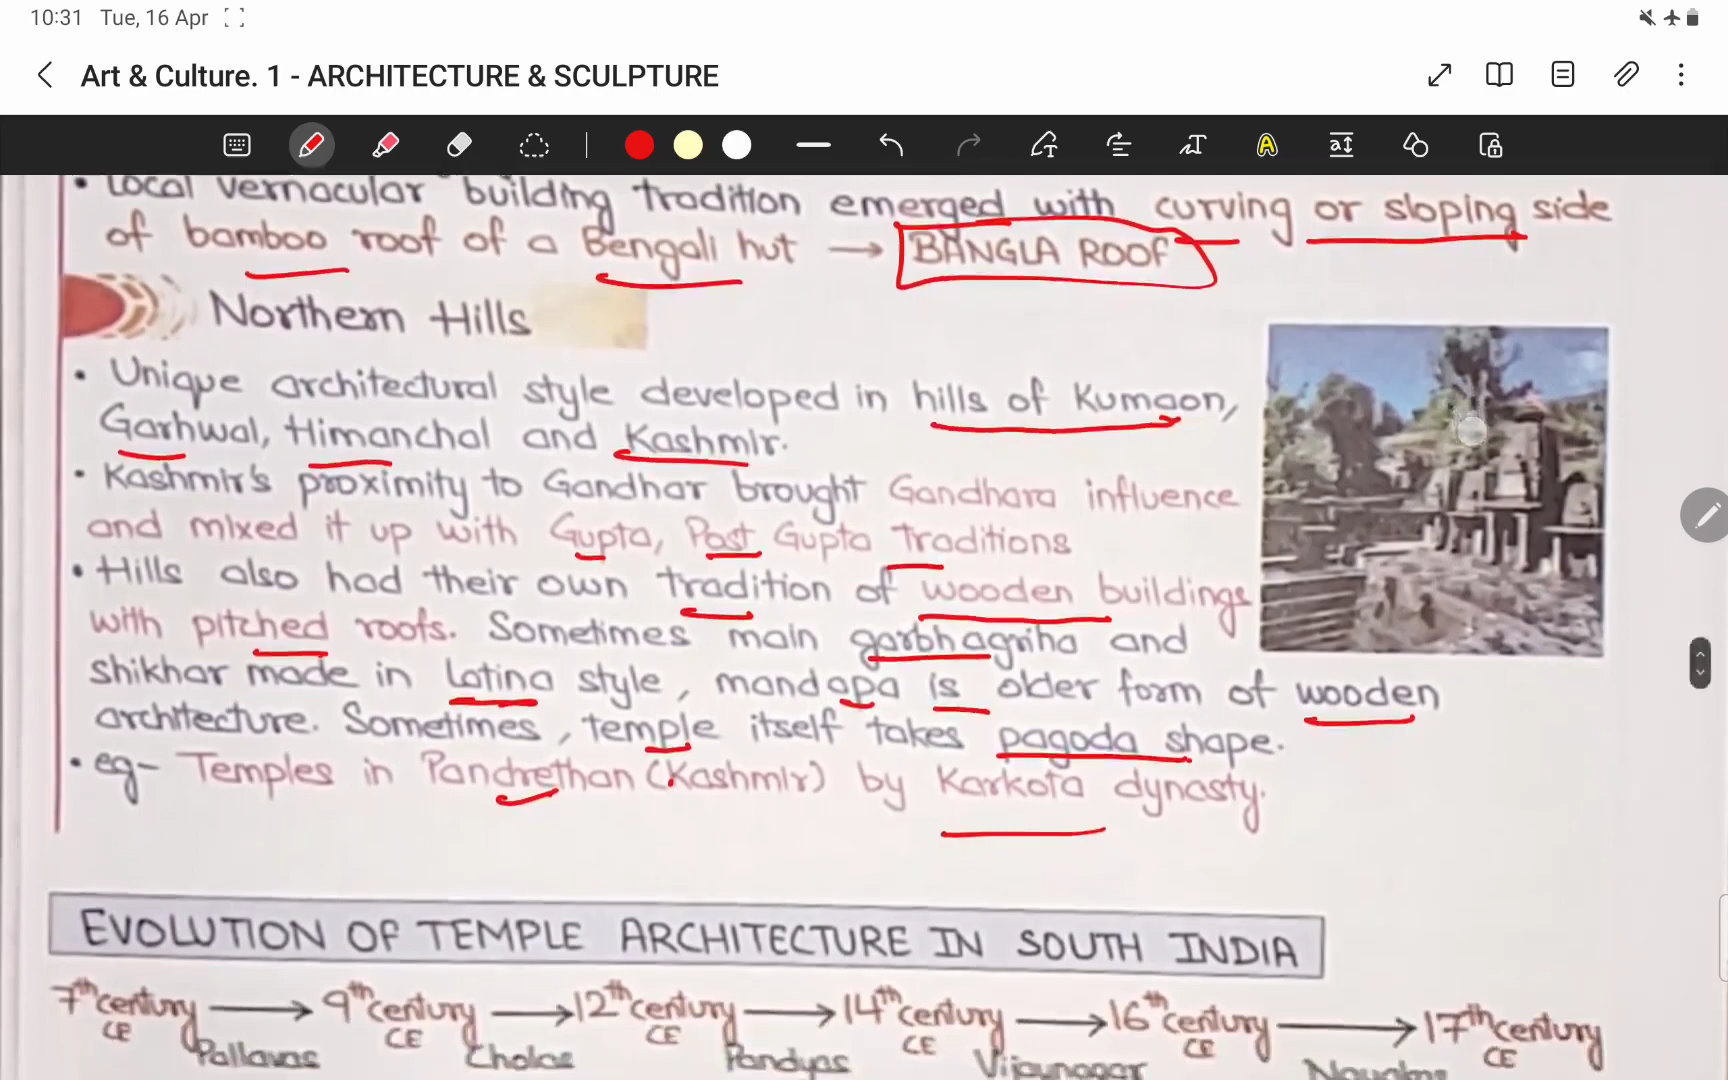 10:31 Tue, 16 Apr
Art & Culture. 1 - ARCHITECTURE & SCULPTURE
• Local vernacular building tradition emerged with curving or sloping side
of bamboo roof of a Bengali hut → BANGLA ROOF
Northern Hills
• Unique architectural style developed in hills of Kumaon,
Garhwal, Himanchal and Kashmir.
• Kashmir's proximity to Gandhar brought Gandhara influence
and mixed it up with Gupta, Post Gupta Traditions
• Hills also had their own tradition of wooden buildings
with pitched roofs. Sometimes main garbhagriha and
shikhar made in latina style, mandapa is older form of wooden
architecture. Sometimes, temple itself takes pagoda shape.
• eg- Temples in Pandrethan (Kashmir) by Karkota dynasty.
EVOLUTION OF TEMPLE ARCHITECTURE IN SOUTH INDIA
7th century CE → 9th century CE → 12th century CE → 14th century CE → 16th century CE → 17th century CE
Pallavas Cholas Pandyas Vijaynagar